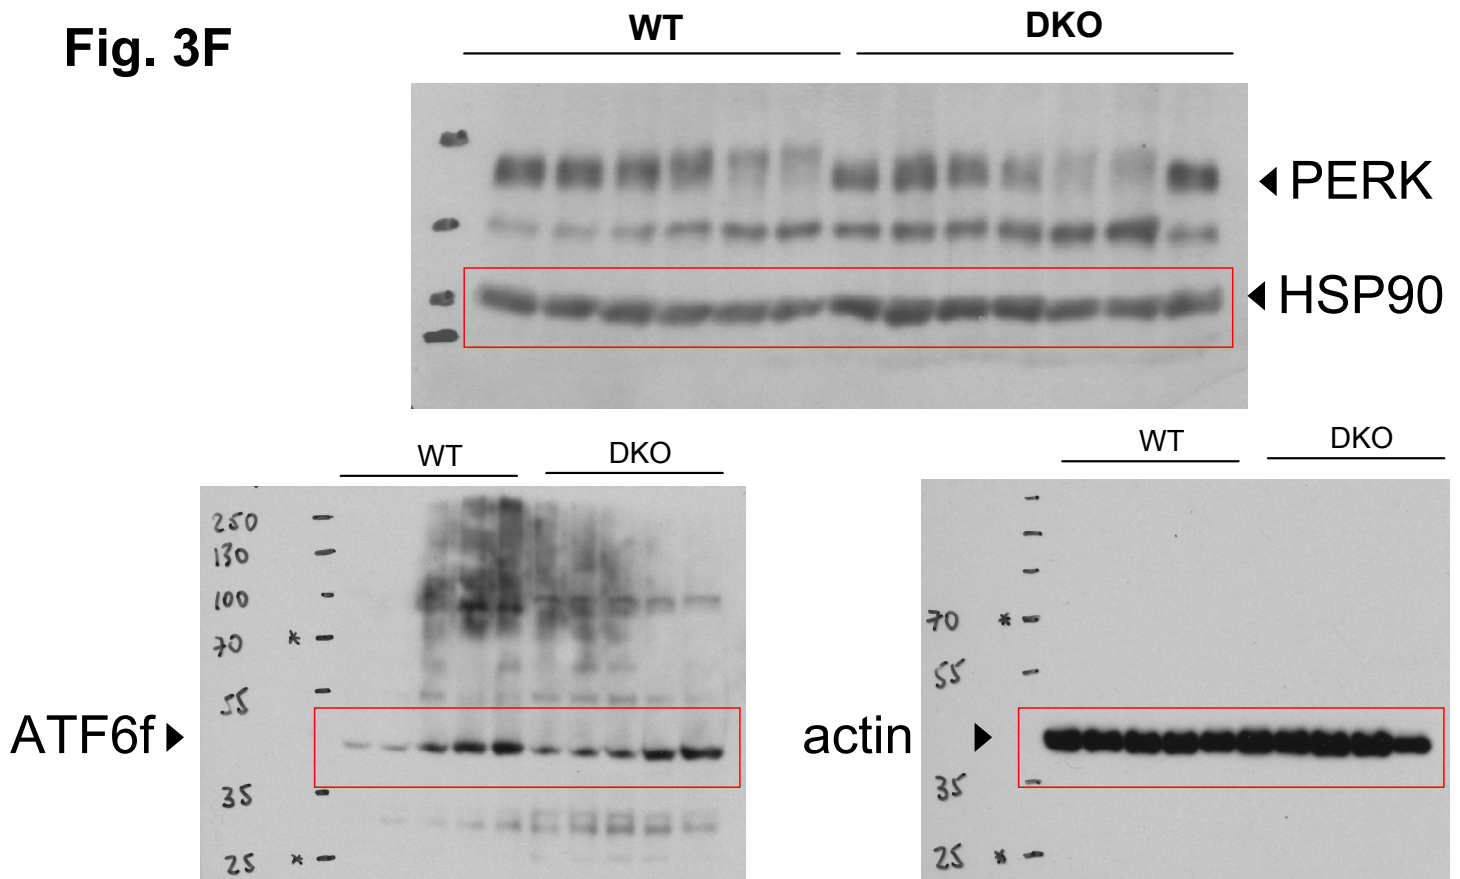 Fig. 3F
WT DKO
PERK
HSP90
WT DKO
250
130
100
70 *
55
ATF6f
35
25 *
WT DKO
70 *
55
actin
35
25 *